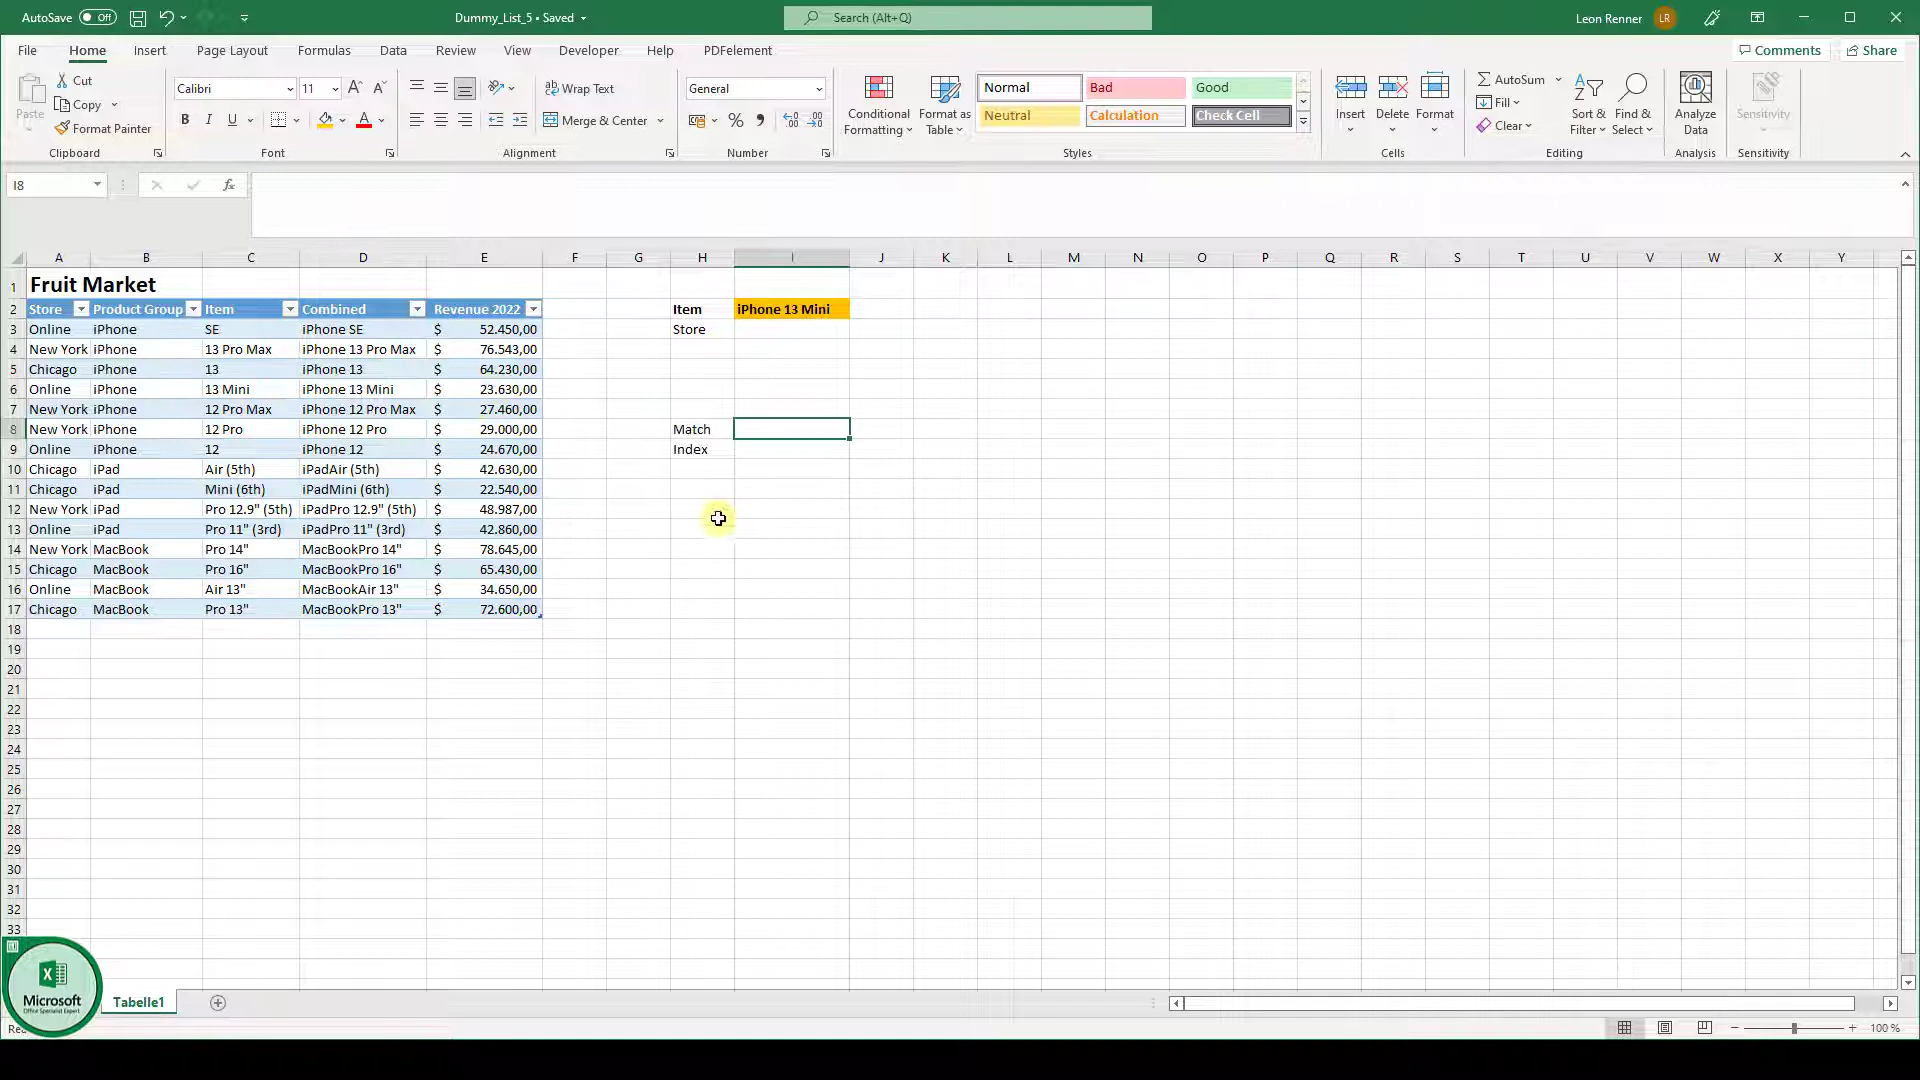 AutoSave Off Dummy_List_5 • Saved Search (Alt+Q) Leon Renner LR
File Home Insert Page Layout Formulas Data Review View Developer Help PDFelement Comments Share
Paste Cut Copy Format Painter Clipboard
Calibri 11 B I U A Font
Wrap Text Merge & Center Alignment
General % Number
Conditional Formatting Format as Table Normal Bad Good Neutral Calculation Check Cell Styles
Insert Delete Format Cells
AutoSum Fill Clear Sort & Filter Find & Select Editing
Analyze Data Analysis
Sensitivity Sensitivity
I8 fx
A B C D E F G H I J K L M N O P Q R S T U V W X Y
1 Fruit Market
2 Store Product Group Item Combined Revenue 2022 Item iPhone 13 Mini
3 Online iPhone SE iPhone SE $ 52.450,00 Store
4 New York iPhone 13 Pro Max iPhone 13 Pro Max $ 76.543,00
5 Chicago iPhone 13 iPhone 13 $ 64.230,00
6 Online iPhone 13 Mini iPhone 13 Mini $ 23.630,00
7 New York iPhone 12 Pro Max iPhone 12 Pro Max $ 27.460,00
8 New York iPhone 12 Pro iPhone 12 Pro $ 29.000,00 Match
9 Online iPhone 12 iPhone 12 $ 24.670,00 Index
10 Chicago iPad Air (5th) iPadAir (5th) $ 42.630,00
11 Chicago iPad Mini (6th) iPadMini (6th) $ 22.540,00
12 New York iPad Pro 12.9" (5th) iPadPro 12.9" (5th) $ 48.987,00
13 Online iPad Pro 11" (3rd) iPadPro 11" (3rd) $ 42.860,00
14 New York MacBook Pro 14" MacBookPro 14" $ 78.645,00
15 Chicago MacBook Pro 16" MacBookPro 16" $ 65.430,00
16 Online MacBook Air 13" MacBookAir 13" $ 34.650,00
17 Chicago MacBook Pro 13" MacBookPro 13" $ 72.600,00
18
19
20
21
22
23
24
25
26
27
28
29
30
31
32
33
Microsoft
Office Specialist Expert
Tabelle1
100 %